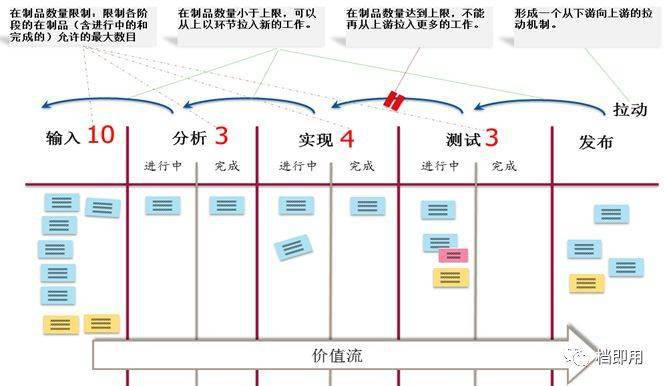 在制品数量限制，限制各阶
段的在制品（含进行中的和
完成的）允许的最大数目
在制品数量小于上限，可以
从上以环节拉入新的工作。
在制品数量达到上限，不能
再从上游拉入更多的工作。
形成一个从下游向上游的拉
动机制。
拉动
输入 10
分析 3
实现 4
测试 3
发布
进行中
完成
进行中
完成
进行中
完成
价值流
档即用